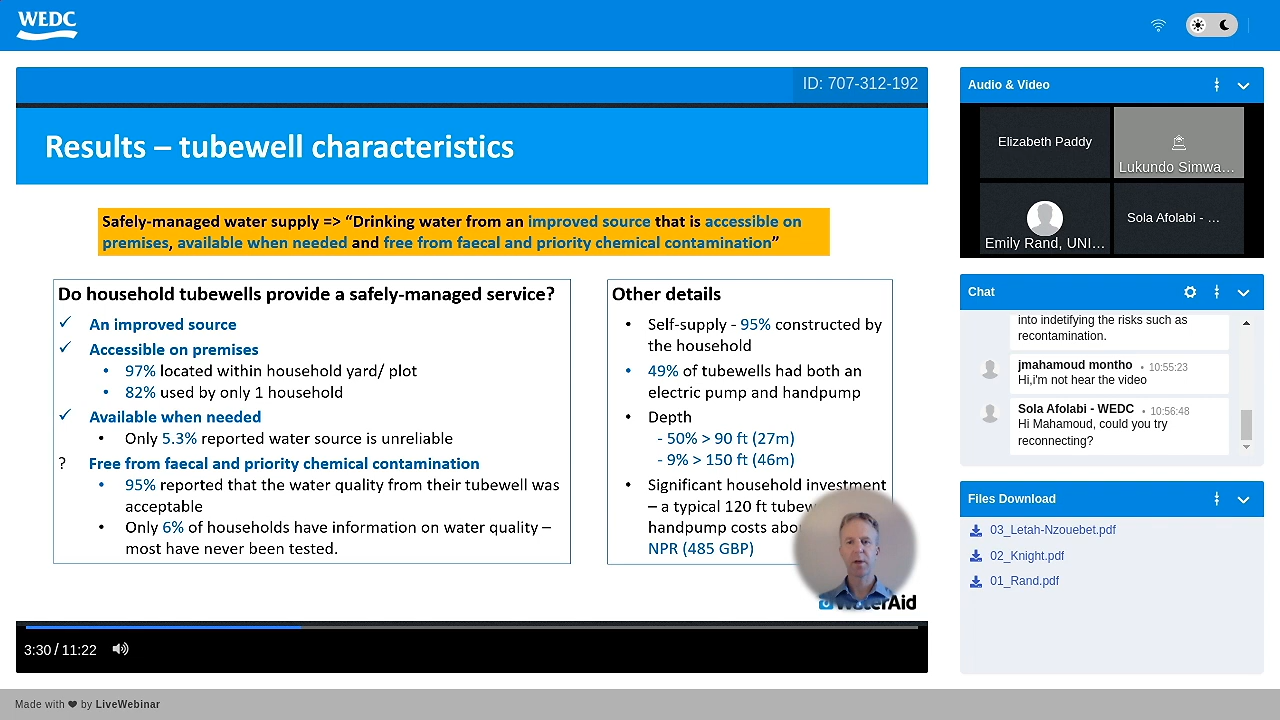 WEDC
ID: 707-312-192
Results – tubewell characteristics
Safely-managed water supply => “Drinking water from an improved source that is accessible on
premises, available when needed and free from faecal and priority chemical contamination”
Do household tubewells provide a safely-managed service?
✓ An improved source
✓ Accessible on premises
• 97% located within household yard/ plot
• 82% used by only 1 household
✓ Available when needed
• Only 5.3% reported water source is unreliable
? Free from faecal and priority chemical contamination
• 95% reported that the water quality from their tubewell was
acceptable
• Only 6% of households have information on water quality –
most have never been tested.
Other details
• Self-supply - 95% constructed by
the household
• 49% of tubewells had both an
electric pump and handpump
• Depth
- 50% > 90 ft (27m)
- 9% > 150 ft (46m)
• Significant household investment
– a typical 120 ft
handpump costs
NPR (485 GBP)
WaterAid
3:30 / 11:22
Audio & Video
Elizabeth Paddy
Lukundo Simwa...
Emily Rand, UNI...
Sola Afolabi - ...
Chat
into indetifying the risks such as
recontamination.
jmahamoud montho • 10:55:23
Hi,i'm not hear the video
Sola Afolabi - WEDC • 10:56:48
Hi Mahamoud, could you try
reconnecting?
Files Download
03_Letah-Nzouebet.pdf
02_Knight.pdf
01_Rand.pdf
Made with ❤ by LiveWebinar